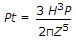 Pt = 3 H³P / 2πZ⁵